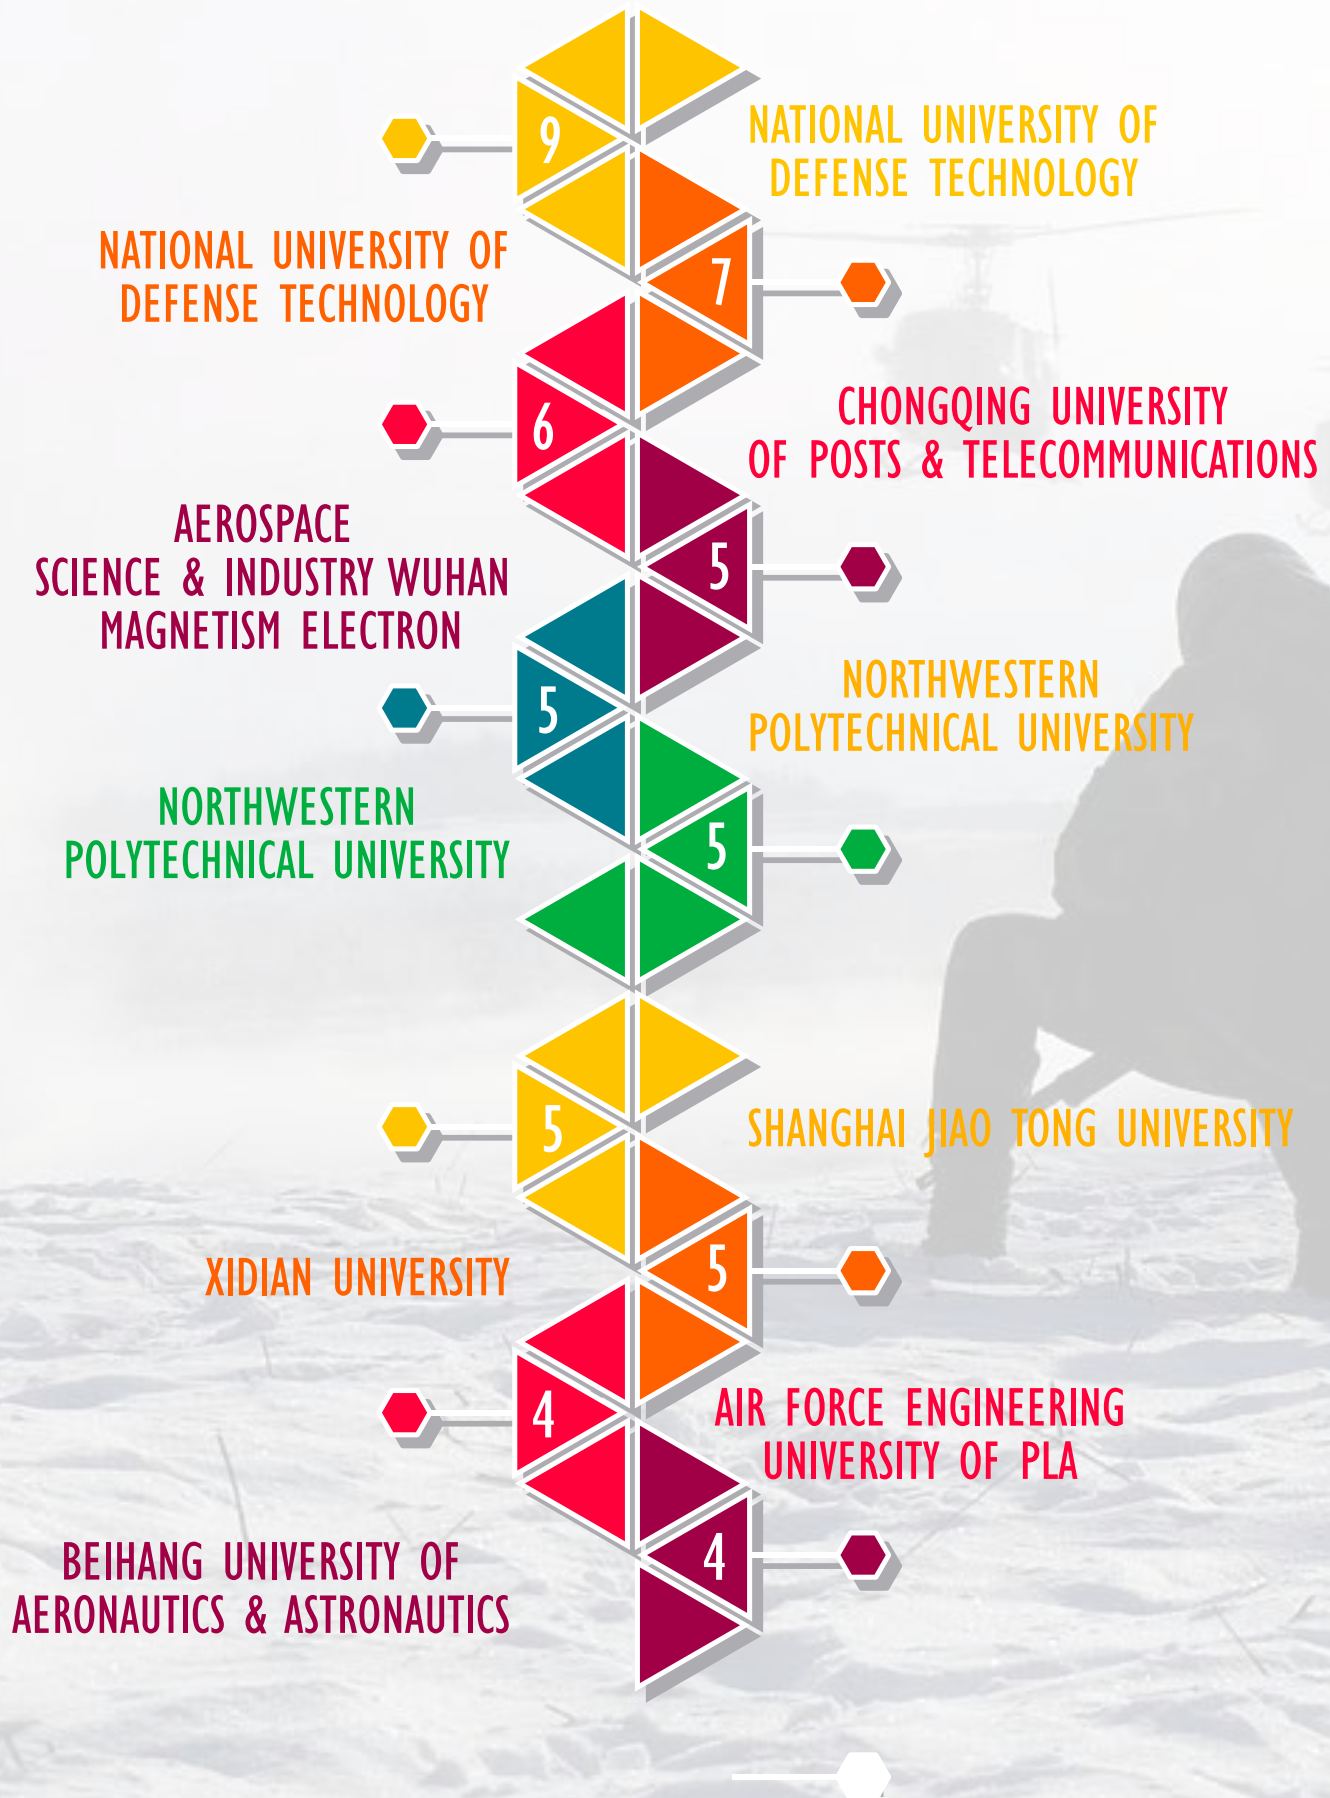 9
NATIONAL UNIVERSITY OF
DEFENSE TECHNOLOGY
NATIONAL UNIVERSITY OF
DEFENSE TECHNOLOGY
7
6
CHONGQING UNIVERSITY
OF POSTS & TELECOMMUNICATIONS
AEROSPACE
SCIENCE & INDUSTRY WUHAN
MAGNETISM ELECTRON
5
5
NORTHWESTERN
POLYTECHNICAL UNIVERSITY
NORTHWESTERN
POLYTECHNICAL UNIVERSITY
5
5
SHANGHAI JIAO TONG UNIVERSITY
XIDIAN UNIVERSITY
5
4
AIR FORCE ENGINEERING
UNIVERSITY OF PLA
BEIHANG UNIVERSITY OF
AERONAUTICS & ASTRONAUTICS
4